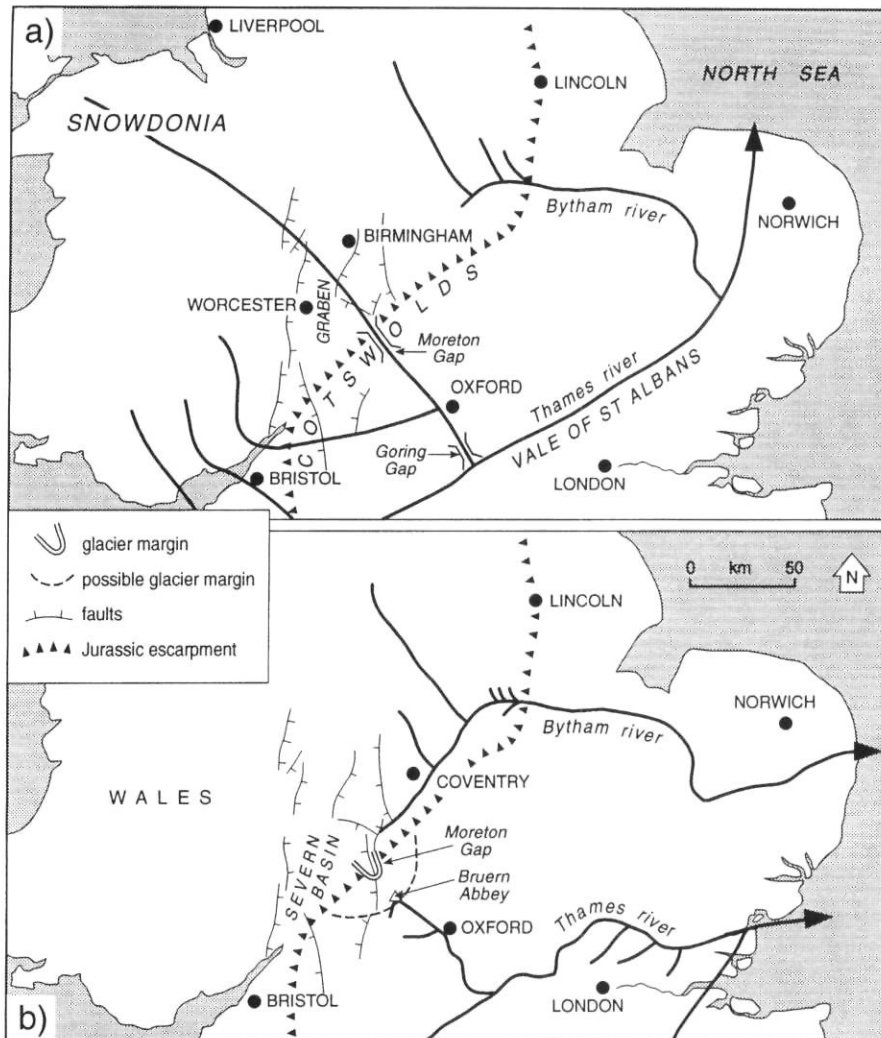 a)
LIVERPOOL
LINCOLN
NORTH SEA
SNOWDONIA
Bytham river
NORWICH
BIRMINGHAM
WORCESTER
GRABEN
COTSWOLDS
Moreton
Gap
OXFORD
Thames river
VALE OF ST ALBANS
Goring
Gap
BRISTOL
LONDON
glacier margin
possible glacier margin
faults
Jurassic escarpment
0 km 50
N
LINCOLN
NORWICH
Bytham river
WALES
COVENTRY
Moreton
Gap
SEVERN
BASIN
Bruern
Abbey
OXFORD
Thames
river
BRISTOL
LONDON
b)